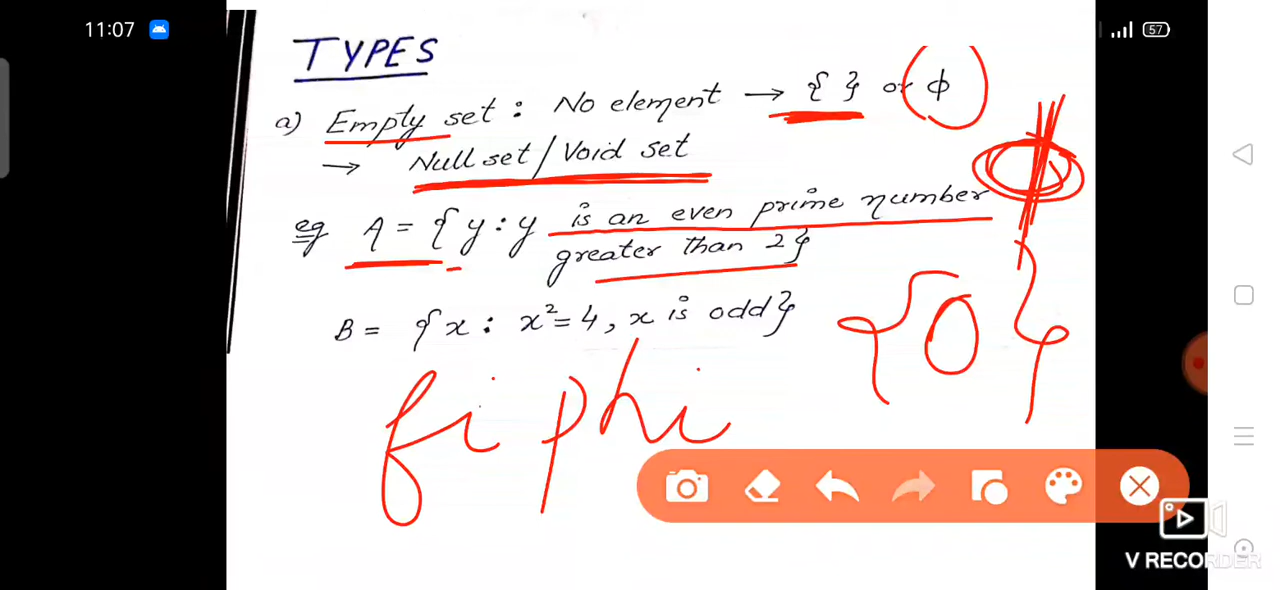 11:07
57
TYPES
a) Empty set : No element → { } or ϕ
→ Null set / Void set
eg A = { y : y is an even prime number
greater than 2}
B = { x : x² = 4, x is odd}
{0}
fi phi
V RECORDER